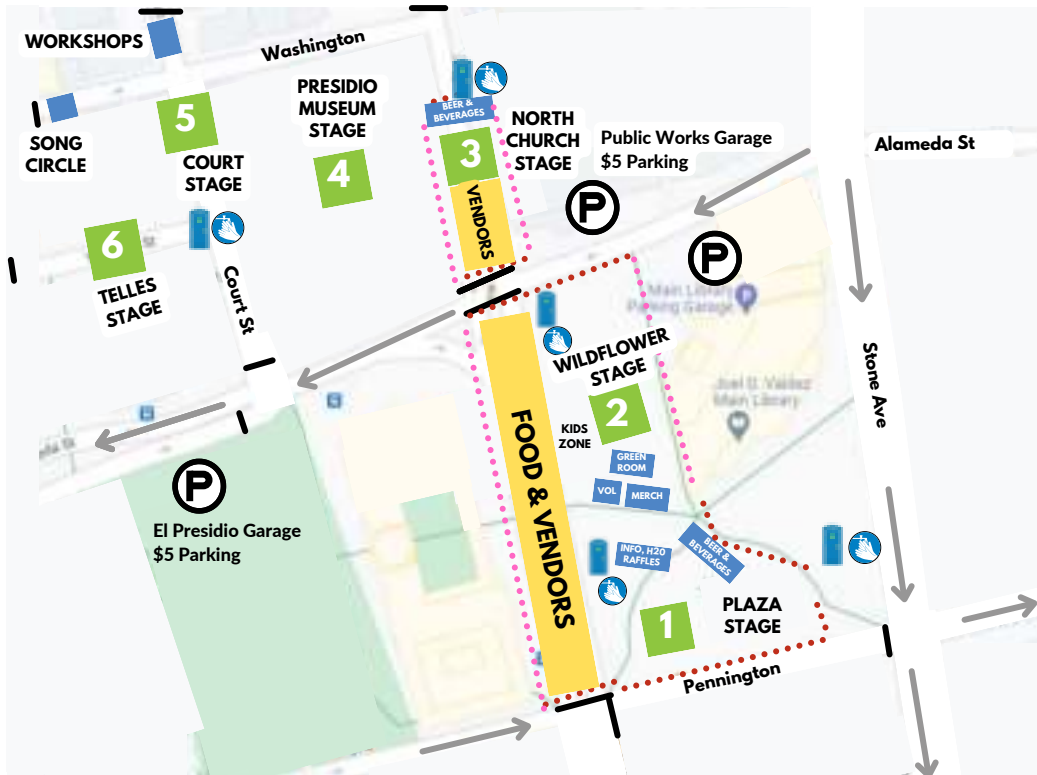 WORKSHOPS
Washington
SONG
CIRCLE
5
COURT
STAGE
PRESIDIO
MUSEUM
STAGE
4
BEER &
BEVERAGES
3
NORTH
CHURCH
STAGE
VENDORS
Public Works Garage
$5 Parking
P
P
Alameda St
6
TELLES
STAGE
Court St
Main Library
Parking Garage
P
Stone Ave
WILDFLOWER
STAGE
2
KIDS
ZONE
Joel D. Valdez
Main Library
FOOD & VENDORS
GREEN
ROOM
VOL
MERCH
P
El Presidio Garage
$5 Parking
INFO, H20
RAFFLES
BEER &
BEVERAGES
1
PLAZA
STAGE
Pennington